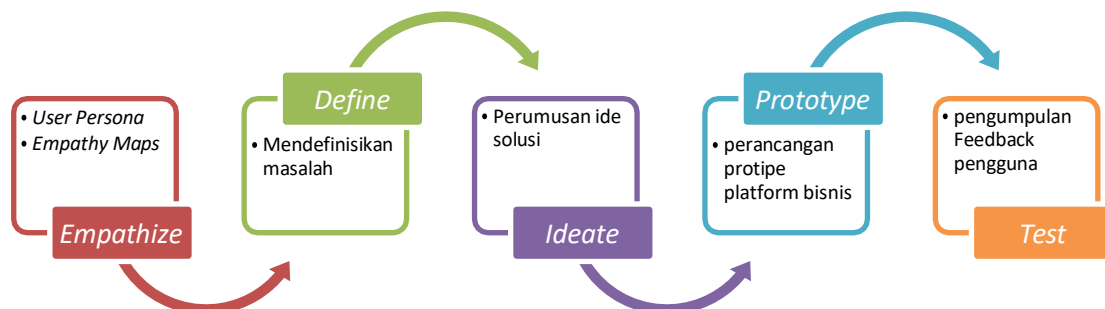 • User Persona
• Empathy Maps
Empathize
Define
• Mendefinisikan
masalah
• Perumusan ide
solusi
Ideate
Prototype
• perancangan
protipe
platform bisnis
• pengumpulan
Feedback
pengguna
Test